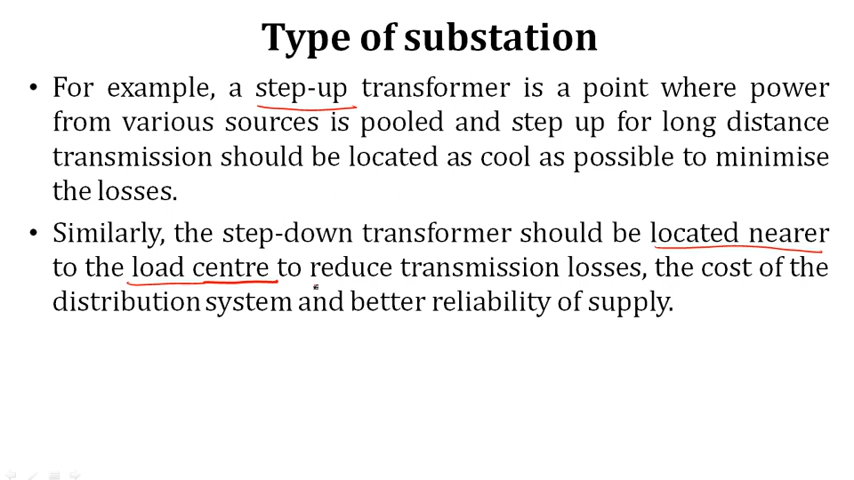 Type of substation
• For example, a step-up transformer is a point where power
from various sources is pooled and step up for long distance
transmission should be located as cool as possible to minimise
the losses.
• Similarly, the step-down transformer should be located nearer
to the load centre to reduce transmission losses, the cost of the
distribution system and better reliability of supply.